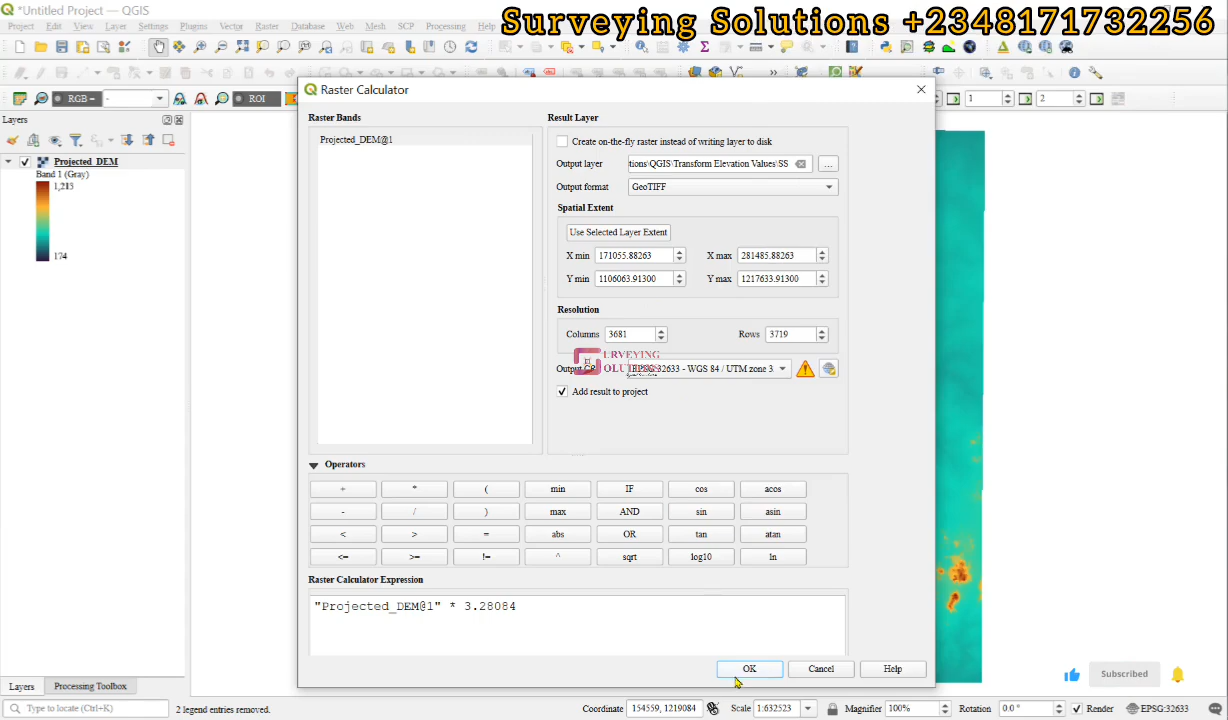 *Untitled Project — QGIS
Surveying Solutions +2348171732256
Project Edit View Layer Settings Plugins Vector Raster Database Web Mesh SCP Processing Help
RGB = - ROI 1 2
Raster Calculator
Layers
Projected_DEM
Band 1 (Gray)
1,213
174
Raster Bands
Projected_DEM@1
Result Layer
Create on-the-fly raster instead of writing layer to disk
Output layer tions\QGIS\Transform Elevation Values\SS ...
Output format GeoTIFF
Spatial Extent
Use Selected Layer Extent
X min 171055.88263 X max 281485.88263
Y min 1106063.91300 Y max 1217633.91300
Resolution
Columns 3681 Rows 3719
URVEYING
OLUTIONS
EPSG:32633 - WGS 84 / UTM zone 3
Add result to project
Operators
+ * ( min IF cos acos
- / ) max AND sin asin
< > = abs OR tan atan
<= >= != ^ sqrt log10 ln
Raster Calculator Expression
"Projected_DEM@1" * 3.28084
OK Cancel Help
Subscribed
Layers Processing Toolbox
Type to locate (Ctrl+K) 2 legend entries removed. Coordinate 154559, 1219084 Scale 1:632523 Magnifier 100% Rotation 0.0 ° Render EPSG:32633